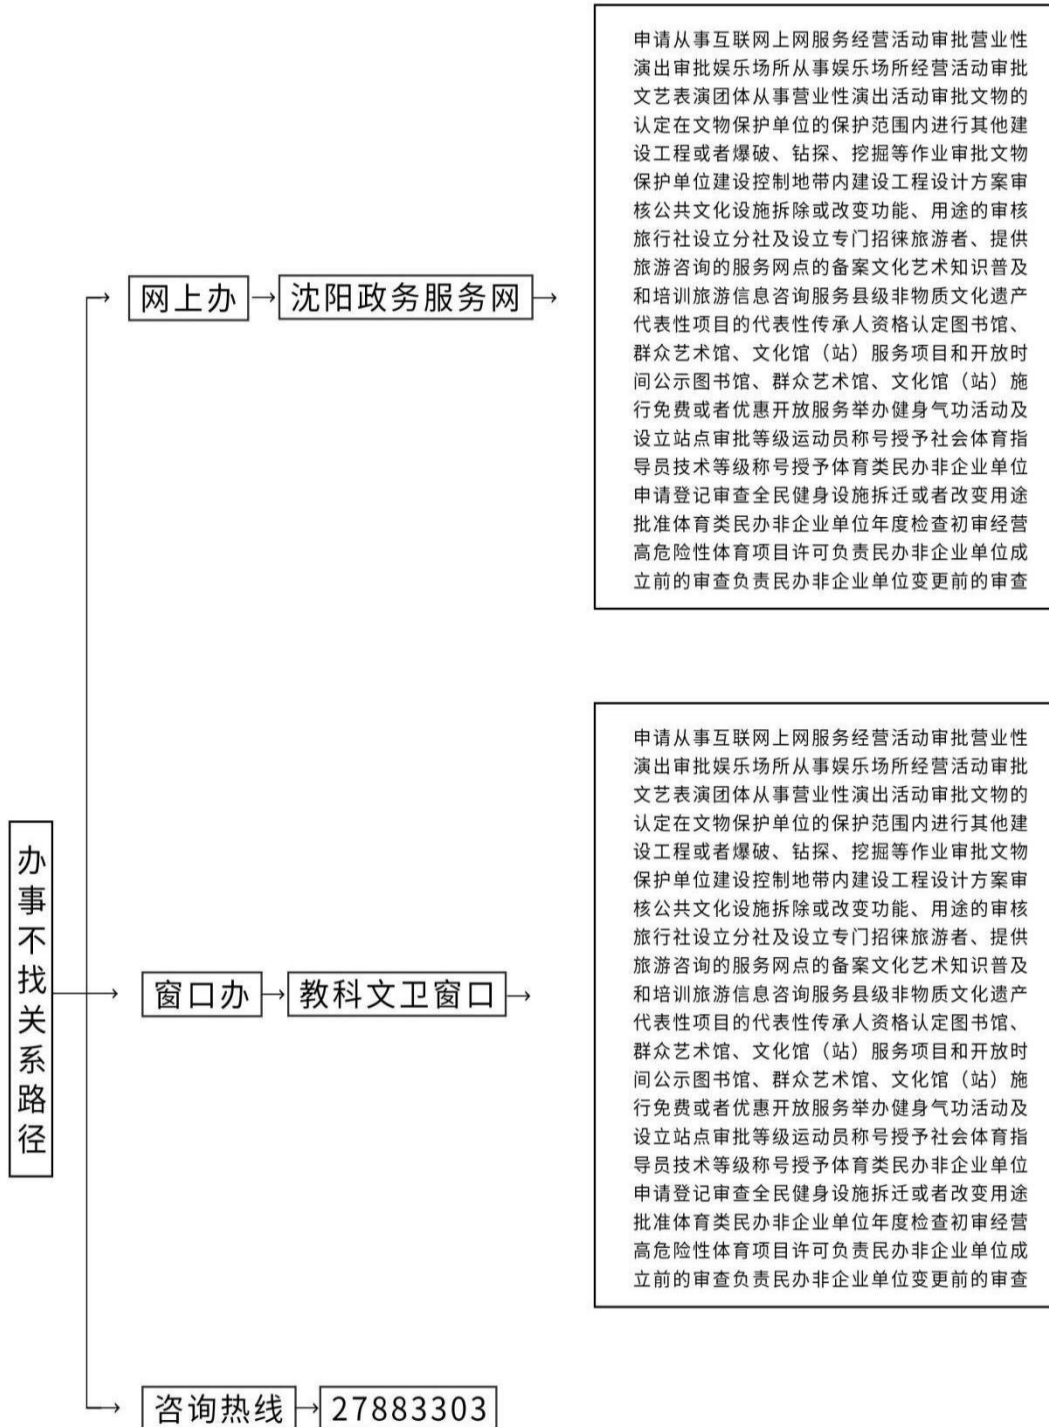 办事不找关系路径
网上办
沈阳政务服务网
申请从事互联网上网服务经营活动审批营业性
演出审批娱乐场所从事娱乐场所经营活动审批
文艺表演团体从事营业性演出活动审批文物的
认定在文物保护单位的保护范围内进行其他建
设工程或者爆破、钻探、挖掘等作业审批文物
保护单位建设控制地带内建设工程设计方案审
核公共文化设施拆除或改变功能、用途的审核
旅行社设立分社及设立专门招徕旅游者、提供
旅游咨询的服务网点的备案文化艺术知识普及
和培训旅游信息咨询服务县级非物质文化遗产
代表性项目的代表性传承人资格认定图书馆、
群众艺术馆、文化馆（站）服务项目和开放时
间公示图书馆、群众艺术馆、文化馆（站）施
行免费或者优惠开放服务举办健身气功活动及
设立站点审批等级运动员称号授予社会体育指
导员技术等级称号授予体育类民办非企业单位
申请登记审查全民健身设施拆迁或者改变用途
批准体育类民办非企业单位年度检查初审经营
高危险性体育项目许可负责民办非企业单位成
立前的审查负责民办非企业单位变更前的审查
窗口办
教科文卫窗口
申请从事互联网上网服务经营活动审批营业性
演出审批娱乐场所从事娱乐场所经营活动审批
文艺表演团体从事营业性演出活动审批文物的
认定在文物保护单位的保护范围内进行其他建
设工程或者爆破、钻探、挖掘等作业审批文物
保护单位建设控制地带内建设工程设计方案审
核公共文化设施拆除或改变功能、用途的审核
旅行社设立分社及设立专门招徕旅游者、提供
旅游咨询的服务网点的备案文化艺术知识普及
和培训旅游信息咨询服务县级非物质文化遗产
代表性项目的代表性传承人资格认定图书馆、
群众艺术馆、文化馆（站）服务项目和开放时
间公示图书馆、群众艺术馆、文化馆（站）施
行免费或者优惠开放服务举办健身气功活动及
设立站点审批等级运动员称号授予社会体育指
导员技术等级称号授予体育类民办非企业单位
申请登记审查全民健身设施拆迁或者改变用途
批准体育类民办非企业单位年度检查初审经营
高危险性体育项目许可负责民办非企业单位成
立前的审查负责民办非企业单位变更前的审查
咨询热线
27883303